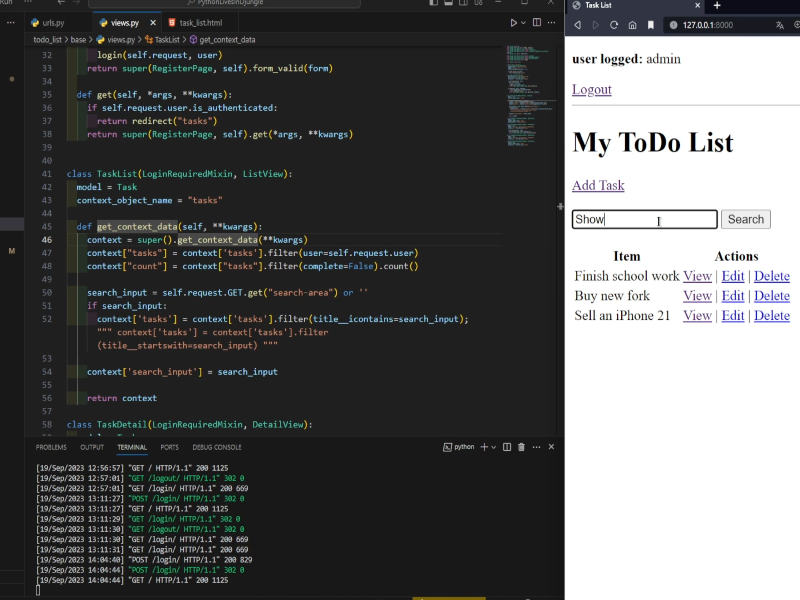 Run ··· PythonLivesInDjungle
urls.py views.py × task_list.html
todo_list > base > views.py > TaskList > get_context_data
32 login(self.request, user)
33 return super(RegisterPage, self).form_valid(form)
34
35 def get(self, *args, **kwargs):
36 if self.request.user.is_authenticated:
37 return redirect("tasks")
38 return super(RegisterPage, self).get(*args, **kwargs)
39
40
41 class TaskList(LoginRequiredMixin, ListView):
42 model = Task
43 context_object_name = "tasks"
44
45 def get_context_data(self, **kwargs):
46 context = super().get_context_data(**kwargs)
47 context["tasks"] = context['tasks'].filter(user=self.request.user)
48 context["count"] = context["tasks"].filter(complete=False).count()
49
50 search_input = self.request.GET.get("search-area") or ''
51 if search_input:
52 context['tasks'] = context['tasks'].filter(title__icontains=search_input);
""" context['tasks'] = context['tasks'].filter
(title__startswith=search_input) """
53
54 context['search_input'] = search_input
55
56 return context
57
58 class TaskDetail(LoginRequiredMixin, DetailView):
M
PROBLEMS OUTPUT TERMINAL PORTS DEBUG CONSOLE python
[19/Sep/2023 12:56:57] "GET / HTTP/1.1" 200 1125
[19/Sep/2023 12:57:01] "GET /logout/ HTTP/1.1" 302 0
[19/Sep/2023 12:57:01] "GET /login/ HTTP/1.1" 200 669
[19/Sep/2023 13:11:27] "POST /login/ HTTP/1.1" 302 0
[19/Sep/2023 13:11:27] "GET / HTTP/1.1" 200 1125
[19/Sep/2023 13:11:29] "GET /login/ HTTP/1.1" 302 0
[19/Sep/2023 13:11:30] "GET /logout/ HTTP/1.1" 302 0
[19/Sep/2023 13:11:30] "GET /login/ HTTP/1.1" 200 669
[19/Sep/2023 13:11:31] "GET /login/ HTTP/1.1" 200 669
[19/Sep/2023 14:04:40] "POST /login/ HTTP/1.1" 200 829
[19/Sep/2023 14:04:44] "POST /login/ HTTP/1.1" 302 0
[19/Sep/2023 14:04:44] "GET / HTTP/1.1" 200 1125
Task List
127.0.0.1:8000
user logged: admin
Logout
My ToDo List
Add Task
Show Search
Item Actions
Finish school work View | Edit | Delete
Buy new fork View | Edit | Delete
Sell an iPhone 21 View | Edit | Delete